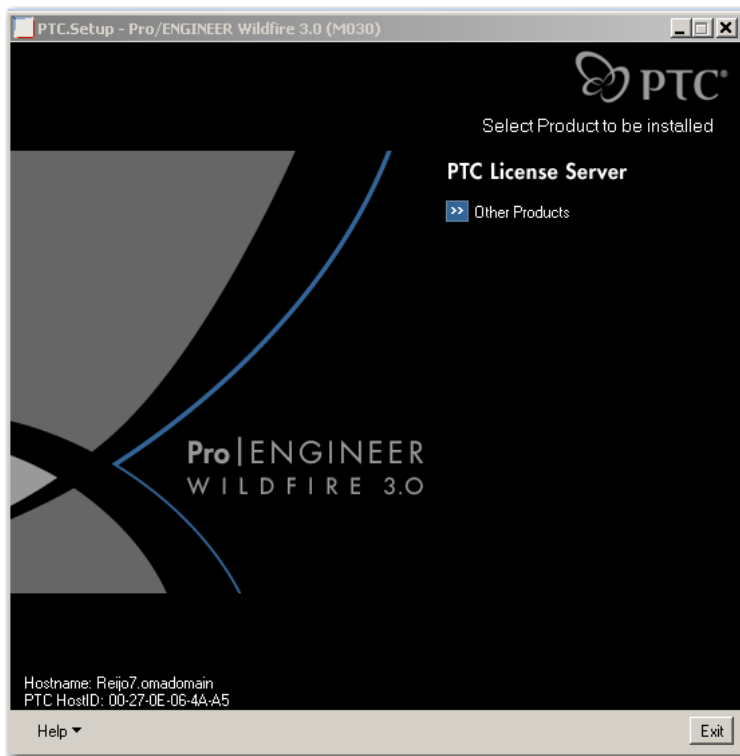 PTC.Setup - Pro/ENGINEER Wildfire 3.0 (M030)
PTC®
Select Product to be installed
PTC License Server
>> Other Products
Pro|ENGINEER
WILDFIRE 3.0
Hostname: Reijo7.omadomain
PTC HostID: 00-27-0E-06-4A-A5
Help
Exit